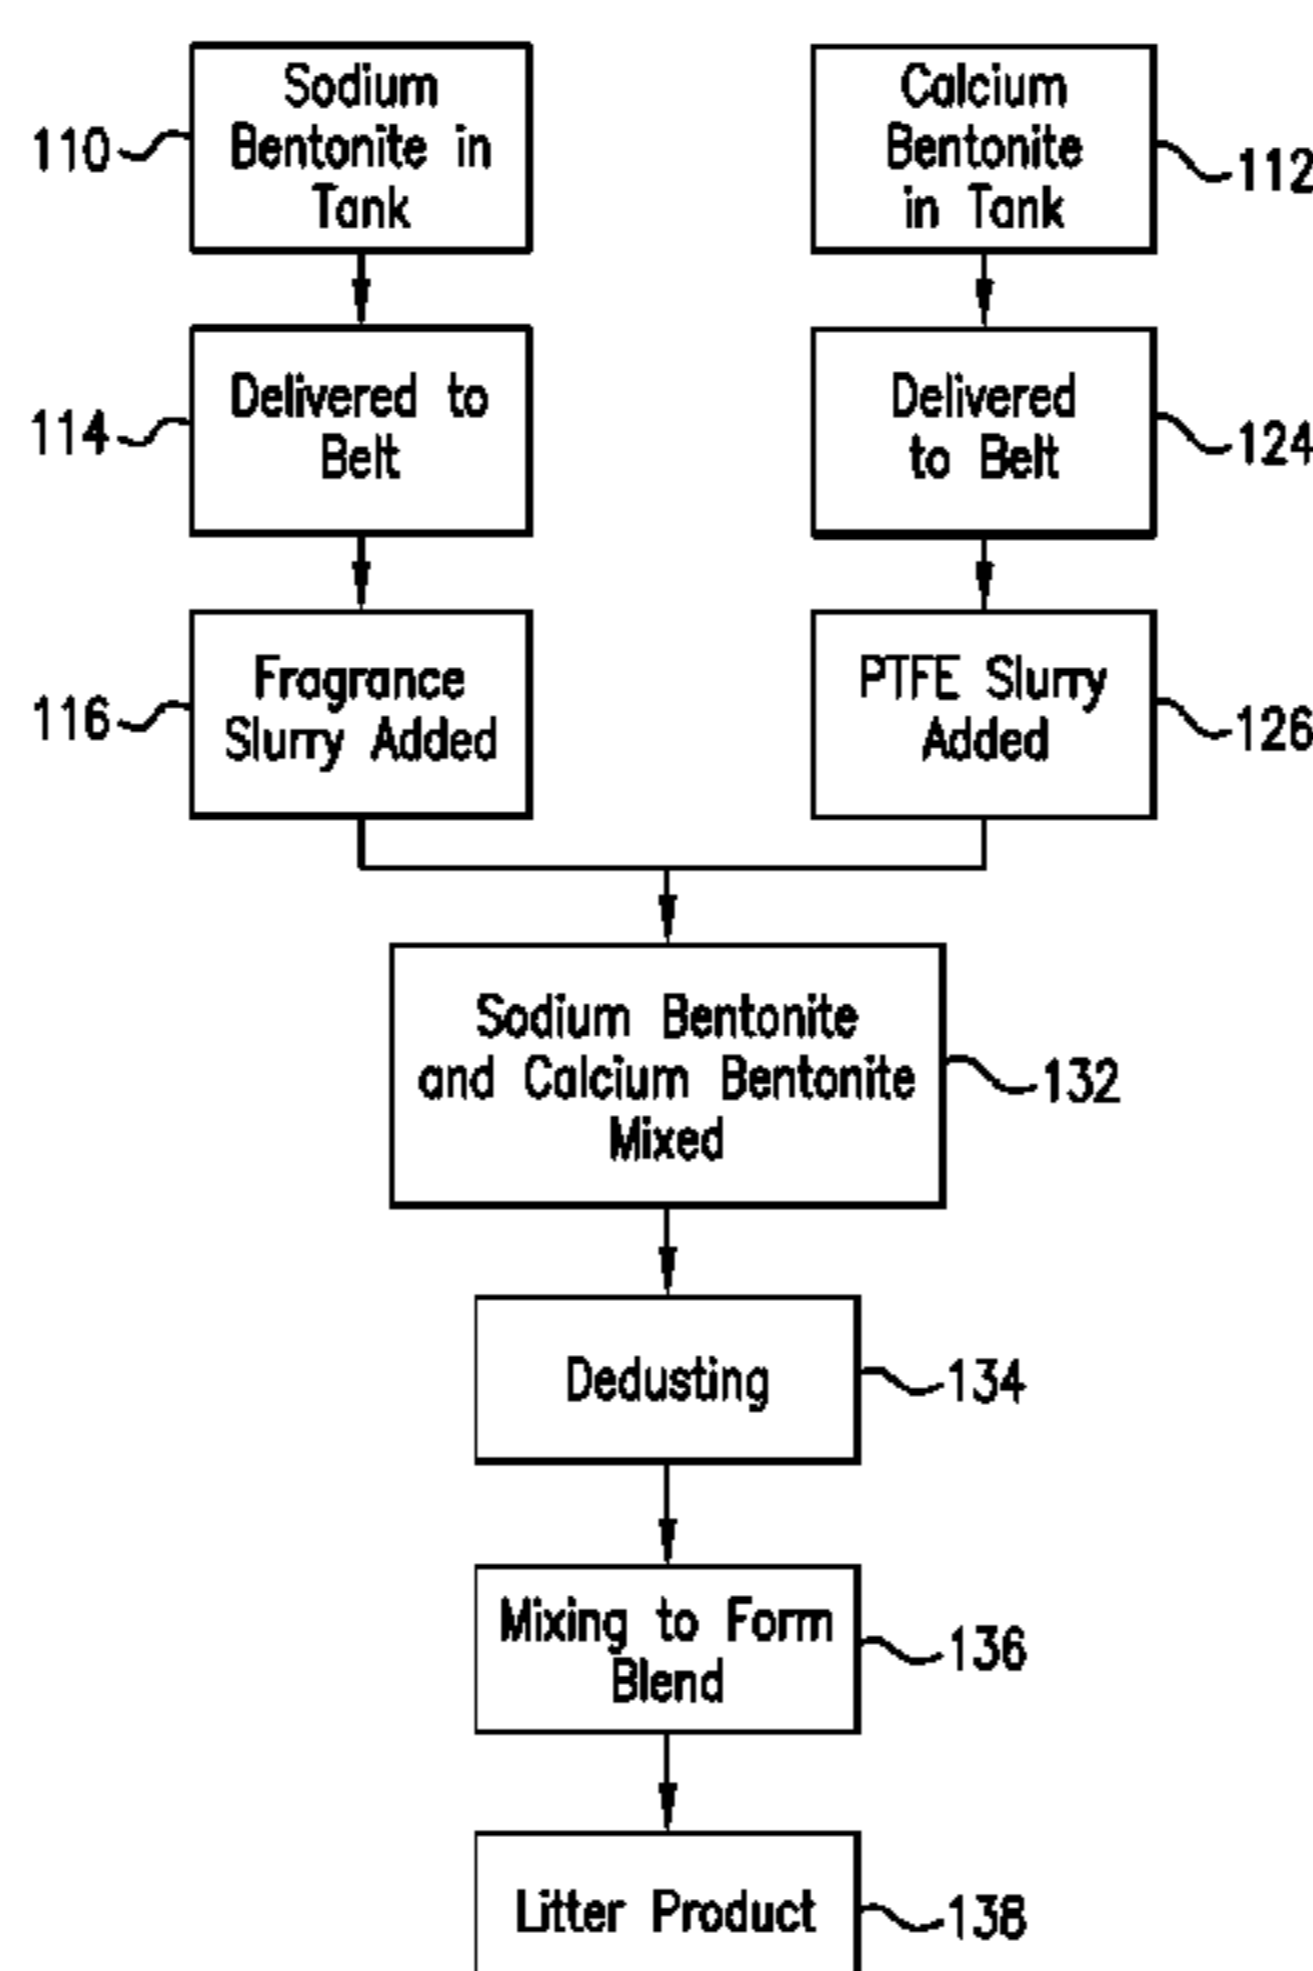 Sodium
Bentonite in
Tank
110
Calcium
Bentonite
in Tank
112
Delivered to
Belt
114
Delivered
to Belt
124
Fragrance
Slurry Added
116
PTFE Slurry
Added
126
Sodium Bentonite
and Calcium Bentonite
Mixed
132
Dedusting
134
Mixing to Form
Blend
136
Litter Product
138